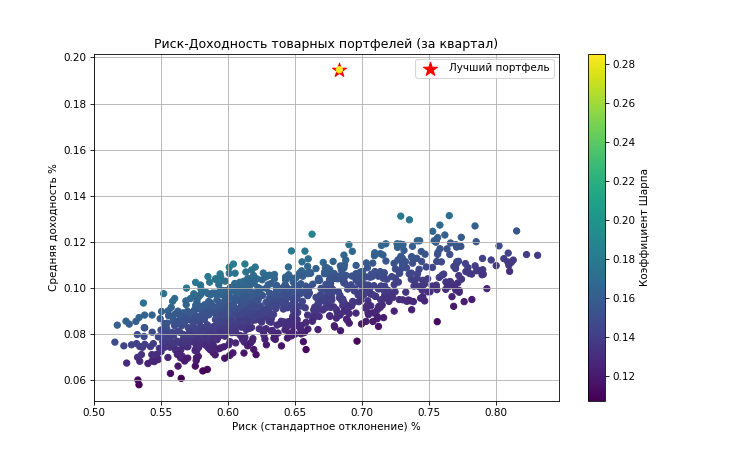 Риск-Доходность товарных портфелей (за квартал)
Лучший портфель
Средняя доходность %
0.20
0.18
0.16
0.14
0.12
0.10
0.08
0.06
0.50 0.55 0.60 0.65 0.70 0.75 0.80
Риск (стандартное отклонение) %
0.28
0.26
0.24
0.22
0.20
0.18
0.16
0.14
0.12
Коэффициент Шарпа